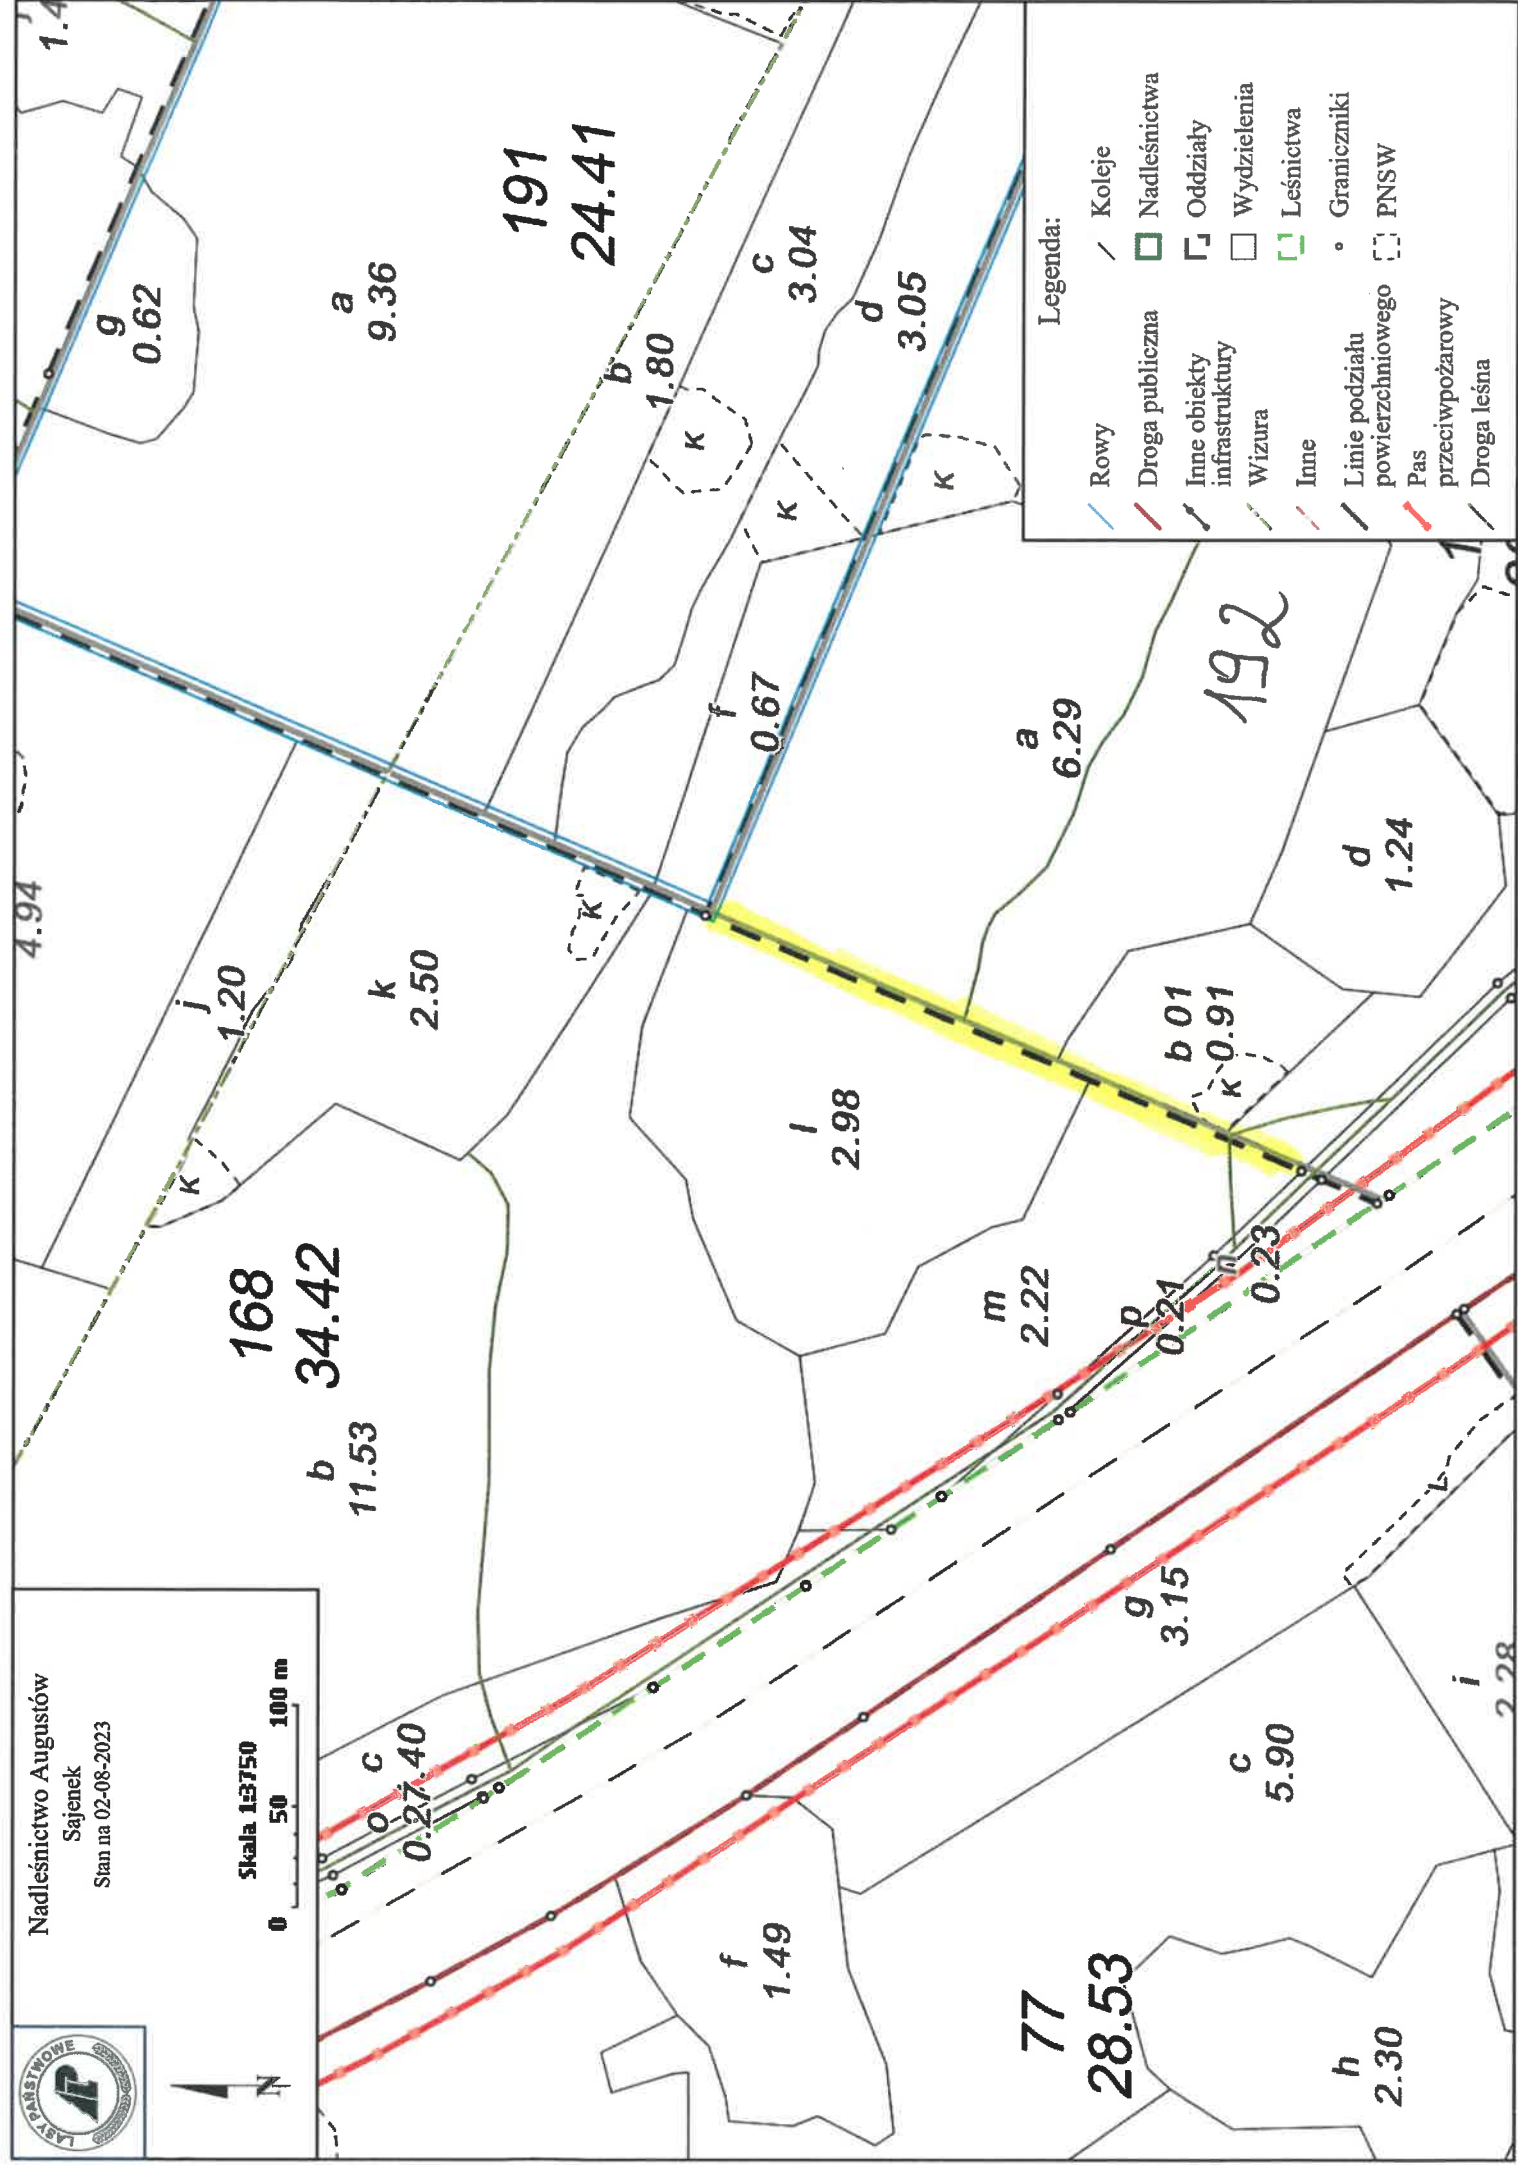 Nadleśnictwo Augustów
Sajenek
Stan na 02-08-2023
LASY PAŃSTWOWE
N
Skala 1:3750
0 50 100 m
4.94
1.4
g
0.62
a
9.36
191
24.41
b
1.80
c
3.04
d
3.05
K
K
K
f
0.67
j
1.20
k
2.50
K
K
168
34.42
b
11.53
l
2.98
m
2.22
a
6.29
192
d
1.24
b 01
0.91
K
n
0.23
p
0.21
c
o
0.27
.40
g
3.15
L
f
1.49
c
5.90
i
2.28
77
28.53
h
2.30
Legenda:
Rowy
Droga publiczna
Inne obiekty
infrastruktury
Wizura
Inne
Linie podziału
powierzchniowego
Pas
przeciwpożarowy
Droga leśna
Koleje
Nadleśnictwa
Oddziały
Wydzielenia
Leśnictwa
Graniczniki
PNSW